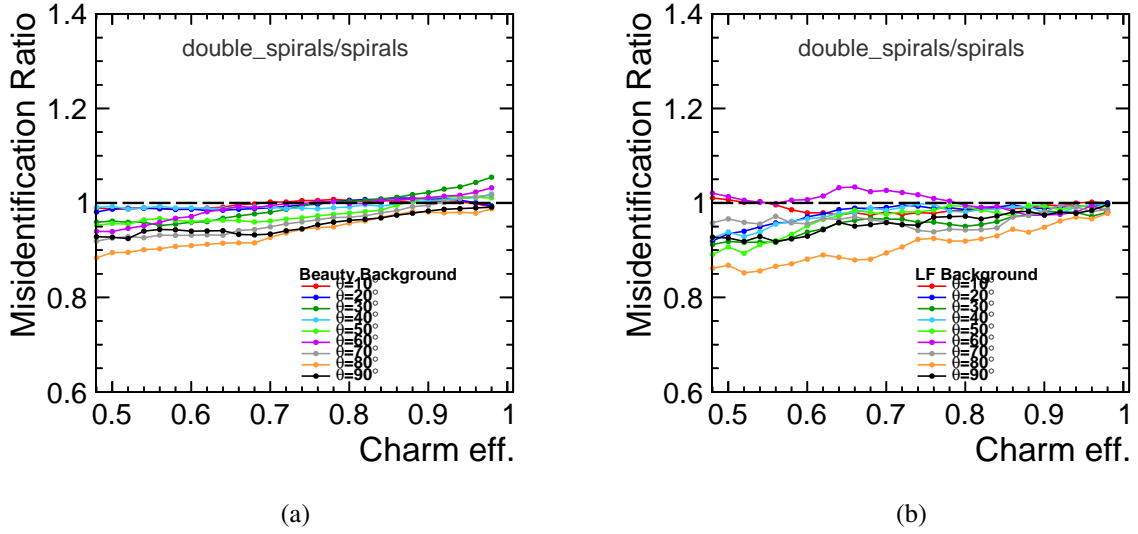 Misidentification Ratio
1.4
1.2
1
0.8
0.6
double_spirals/spirals
Beauty Background
θ=10°
θ=20°
θ=30°
θ=40°
θ=50°
θ=60°
θ=70°
θ=80°
θ=90°
0.5 0.6 0.7 0.8 0.9 1
Charm eff.
(a)
Misidentification Ratio
1.4
1.2
1
0.8
0.6
double_spirals/spirals
LF Background
θ=10°
θ=20°
θ=30°
θ=40°
θ=50°
θ=60°
θ=70°
θ=80°
θ=90°
0.5 0.6 0.7 0.8 0.9 1
Charm eff.
(b)